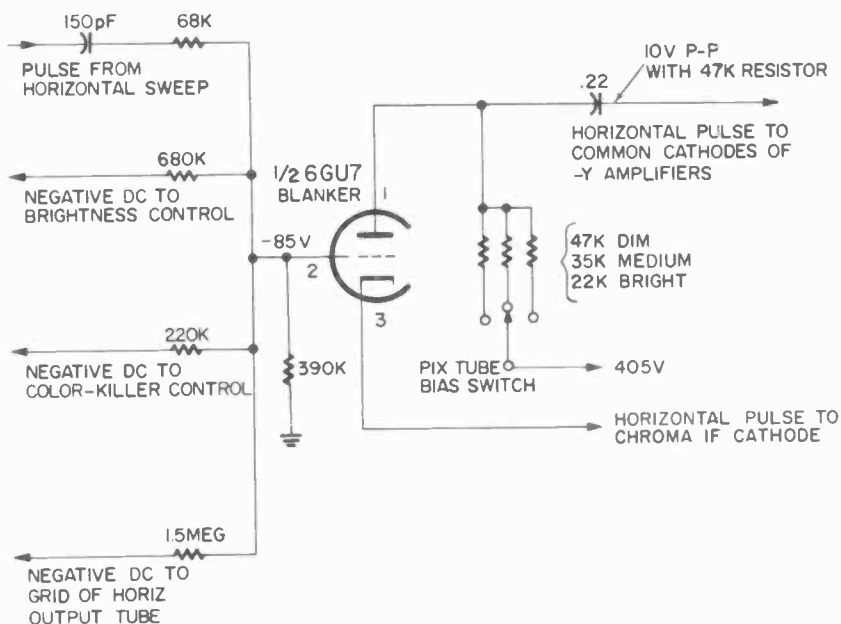 150pF
68K
PULSE FROM
HORIZONTAL SWEEP
10V P-P
WITH 47K RESISTOR
.22
HORIZONTAL PULSE TO
COMMON CATHODES OF
-Y AMPLIFIERS
680K
NEGATIVE DC TO
BRIGHTNESS CONTROL
1/2 6GU7
BLANKER
1
-85V
2
3
47K DIM
35K MEDIUM
22K BRIGHT
220K
NEGATIVE DC TO
COLOR-KILLER CONTROL
390K
PIX TUBE
BIAS SWITCH
405V
HORIZONTAL PULSE TO
CHROMA IF CATHODE
1.5MEG
NEGATIVE DC TO
GRID OF HORIZ
OUTPUT TUBE